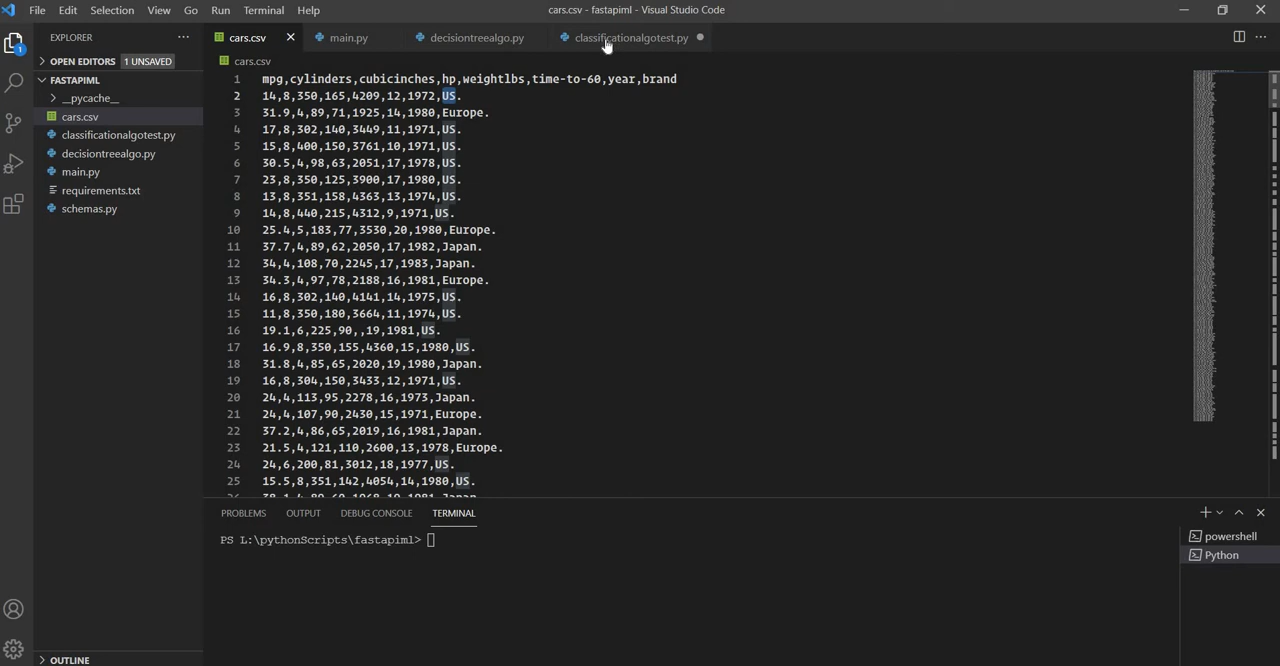 File Edit Selection View Go Run Terminal Help
cars.csv - fastapiml - Visual Studio Code
EXPLORER
cars.csv main.py decisiontreealgo.py classificationalgotest.py
1
OPEN EDITORS 1 UNSAVED
FASTAPIML
__pycache__
cars.csv
classificationalgotest.py
decisiontreealgo.py
main.py
requirements.txt
schemas.py
OUTLINE
cars.csv
1 mpg,cylinders,cubicinches,hp,weightlbs,time-to-60,year,brand
2 14,8,350,165,4209,12,1972,US.
3 31.9,4,89,71,1925,14,1980,Europe.
4 17,8,302,140,3449,11,1971,US.
5 15,8,400,150,3761,10,1971,US.
6 30.5,4,98,63,2051,17,1978,US.
7 23,8,350,125,3900,17,1980,US.
8 13,8,351,158,4363,13,1974,US.
9 14,8,440,215,4312,9,1971,US.
10 25.4,5,183,77,3530,20,1980,Europe.
11 37.7,4,89,62,2050,17,1982,Japan.
12 34,4,108,70,2245,17,1983,Japan.
13 34.3,4,97,78,2188,16,1981,Europe.
14 16,8,302,140,4141,14,1975,US.
15 11,8,350,180,3664,11,1974,US.
16 19.1,6,225,90,,19,1981,US.
17 16.9,8,350,155,4360,15,1980,US.
18 31.8,4,85,65,2020,19,1980,Japan.
19 16,8,304,150,3433,12,1971,US.
20 24,4,113,95,2278,16,1973,Japan.
21 24,4,107,90,2430,15,1971,Europe.
22 37.2,4,86,65,2019,16,1981,Japan.
23 21.5,4,121,110,2600,13,1978,Europe.
24 24,6,200,81,3012,18,1977,US.
25 15.5,8,351,142,4054,14,1980,US.
PROBLEMS OUTPUT DEBUG CONSOLE TERMINAL
PS L:\pythonScripts\fastapiml>
powershell
Python